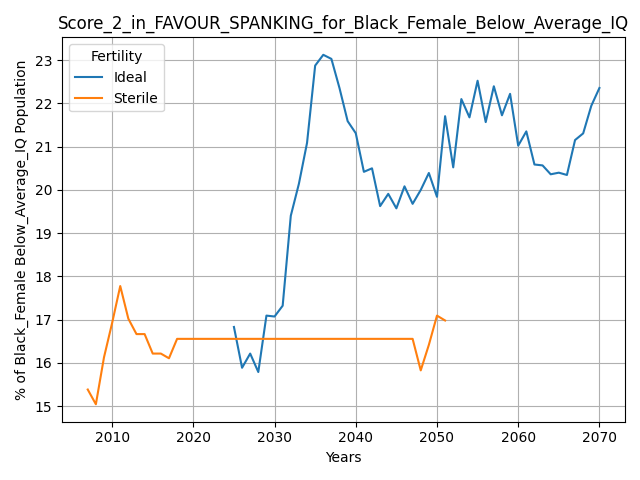 Score_2_in_FAVOUR_SPANKING_for_Black_Female_Below_Average_IQ
% of Black_Female Below_Average_IQ Population
Fertility
Ideal
Sterile
23
22
21
20
19
18
17
16
15
2010
2020
2030
2040
2050
2060
2070
Years